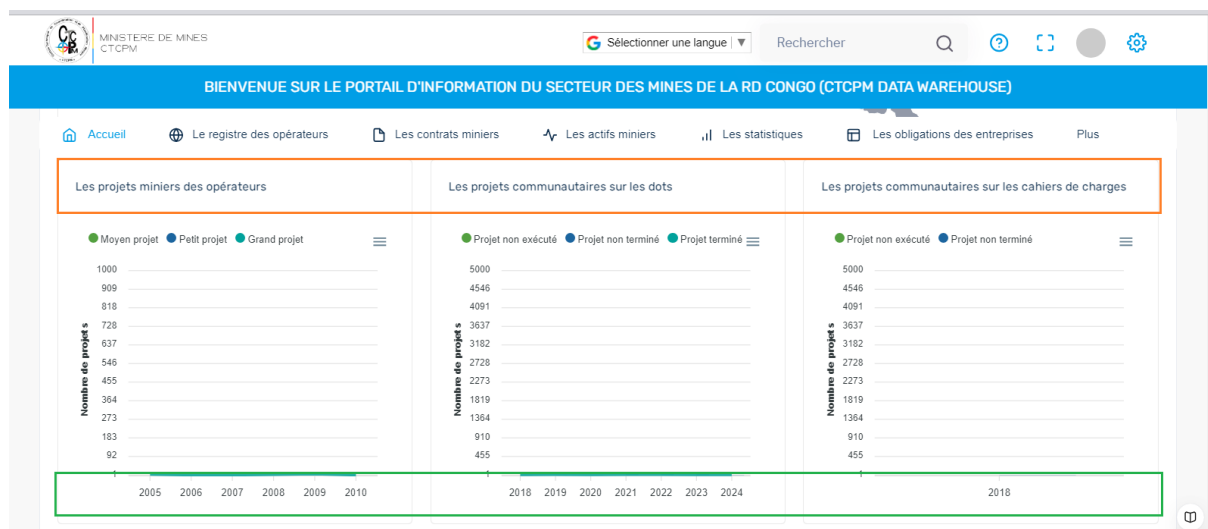 MINISTERE DE MINES
CTCPM
Sélectionner une langue ▼
Rechercher
BIENVENUE SUR LE PORTAIL D'INFORMATION DU SECTEUR DES MINES DE LA RD CONGO (CTCPM DATA WAREHOUSE)
Accueil Le registre des opérateurs Les contrats miniers Les actifs miniers Les statistiques Les obligations des entreprises Plus
Les projets miniers des opérateurs
Moyen projet Petit projet Grand projet
Nombre de projets
1000
909
818
728
637
546
455
364
273
183
92
1
2005 2006 2007 2008 2009 2010
Les projets communautaires sur les dots
Projet non exécuté Projet non terminé Projet terminé
Nombre de projets
5000
4546
4091
3637
3182
2728
2273
1819
1364
910
455
1
2018 2019 2020 2021 2022 2023 2024
Les projets communautaires sur les cahiers de charges
Projet non exécuté Projet non terminé
Nombre de projets
5000
4546
4091
3637
3182
2728
2273
1819
1364
910
455
1
2018